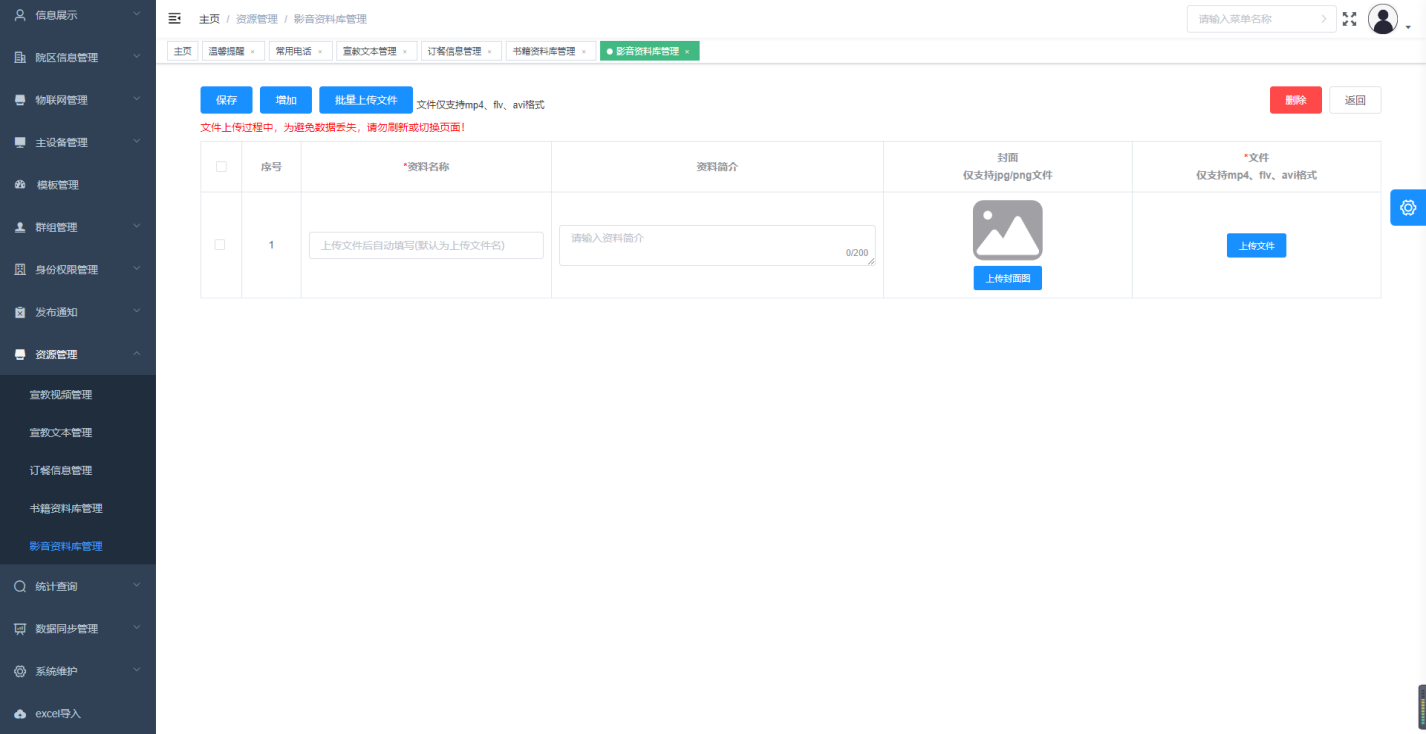 信息展示
院区信息管理
物联网管理
主设备管理
模板管理
群组管理
身份权限管理
发布通知
资源管理
宣教视频管理
宣教文本管理
订餐信息管理
书籍资料库管理
影音资料库管理
统计查询
数据同步管理
系统维护
excel导入
主页 / 资源管理 / 影音资料库管理
请输入菜单名称
主页 温馨提醒 × 常用电话 × 宣教文本管理 × 订餐信息管理 × 书籍资料库管理 × 影音资料库管理 ×
保存 增加 批量上传文件 文件仅支持mp4、flv、avi格式 删除 返回
文件上传过程中，为避免数据丢失，请勿刷新或切换页面！
序号 *资料名称 资料简介 封面 *文件
仅支持jpg/png文件 仅支持mp4、flv、avi格式
1 上传文件后自动填写(默认为上传文件名) 请输入资料简介 上传文件
0/200
上传封面图